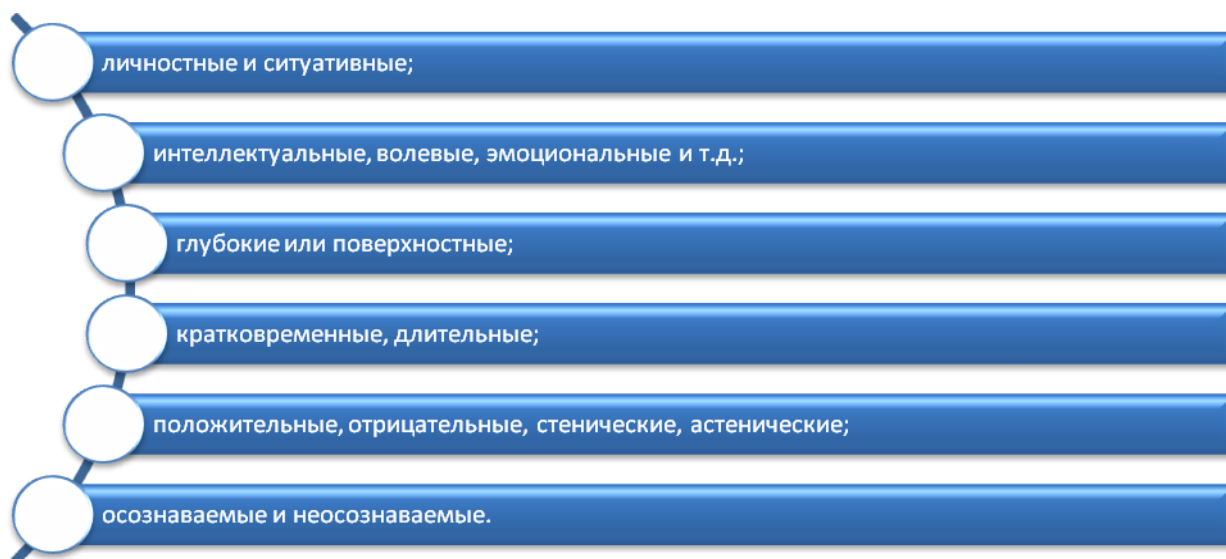 личностные и ситуативные;
интеллектуальные, волевые, эмоциональные и т.д.;
глубокие или поверхностные;
кратковременные, длительные;
положительные, отрицательные, стенические, астенические;
осознаваемые и неосознаваемые.